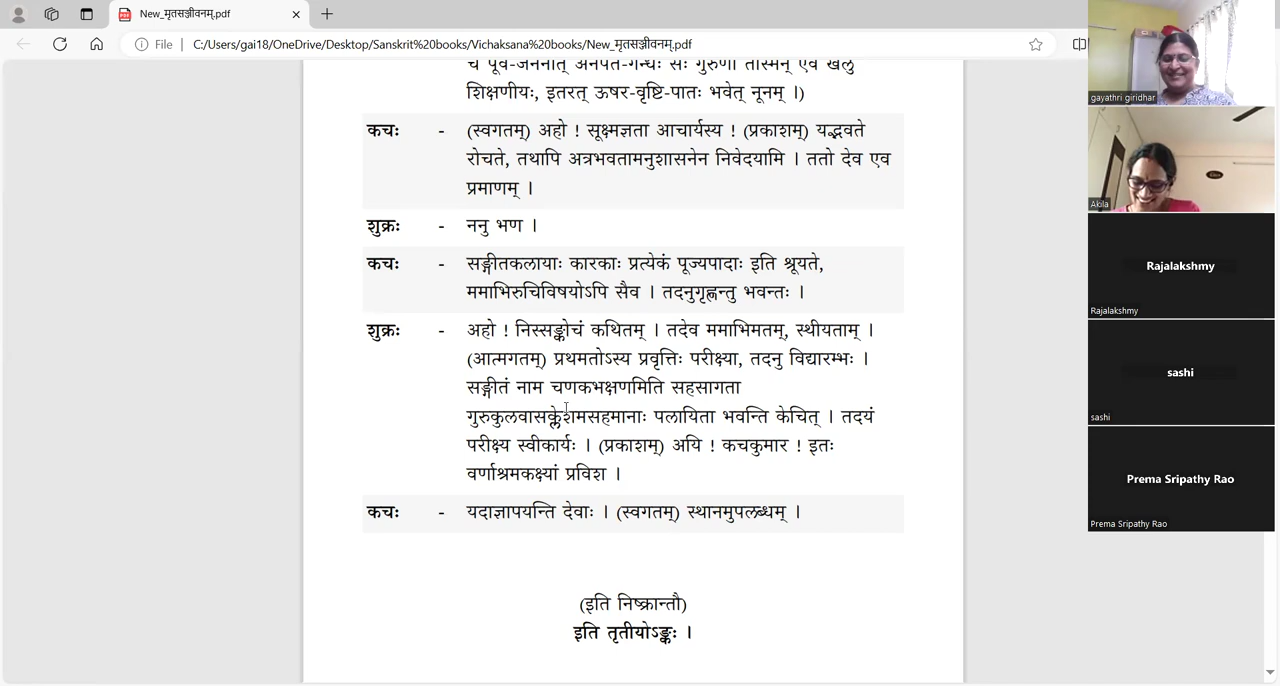 New_मृतसञ्जीवनम्.pdf
File C:/Users/gai18/OneDrive/Desktop/Sanskrit%20books/Vichaksana%20books/New_मृतसञ्जीवनम्.pdf
च पूर्व-जननात् अनपेत-गन्धः सः गुरुणा तस्मिन् एव खलु
शिक्षणीयः, इतरत् ऊषर-वृष्टि-पातः भवेत् नूनम् ।)
कचः - (स्वगतम्) अहो ! सूक्ष्मज्ञता आचार्यस्य ! (प्रकाशम्) यद्भवते
रोचते, तथापि अत्रभवतामनुशासनेन निवेदयामि । ततो देव एव
प्रमाणम् ।
शुक्रः - ननु भण ।
कचः - सङ्गीतकलायाः कारकाः प्रत्येकं पूज्यपादाः इति श्रूयते,
ममाभिरुचिविषयोऽपि सैव । तदनुगृह्णन्तु भवन्तः ।
शुक्रः - अहो ! निस्सङ्कोचं कथितम् । तदेव ममाभिमतम्, स्थीयताम् ।
(आत्मगतम्) प्रथमतोऽस्य प्रवृत्तिः परीक्ष्या, तदनु विद्यारम्भः ।
सङ्गीतं नाम चणकभक्षणमिति सहसागता
गुरुकुलवासक्लेशमसहमानाः पलायिता भवन्ति केचित् । तदयं
परीक्ष्य स्वीकार्यः । (प्रकाशम्) अयि ! कचकुमार ! इतः
वर्णाश्रमकक्ष्यां प्रविश ।
कचः - यदाज्ञापयन्ति देवाः । (स्वगतम्) स्थानमुपलब्धम् ।
(इति निष्क्रान्तौ)
इति तृतीयोऽङ्कः ।
gayathri giridhar
Akila
Rajalakshmy
Rajalakshmy
sashi
sashi
Prema Sripathy Rao
Prema Sripathy Rao